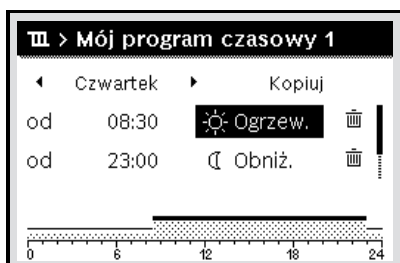 > Mój program czasowy 1
Czwartek Kopiuj
od 08:30 Ogrzew.
od 23:00 Obniż.
0 6 12 18 24